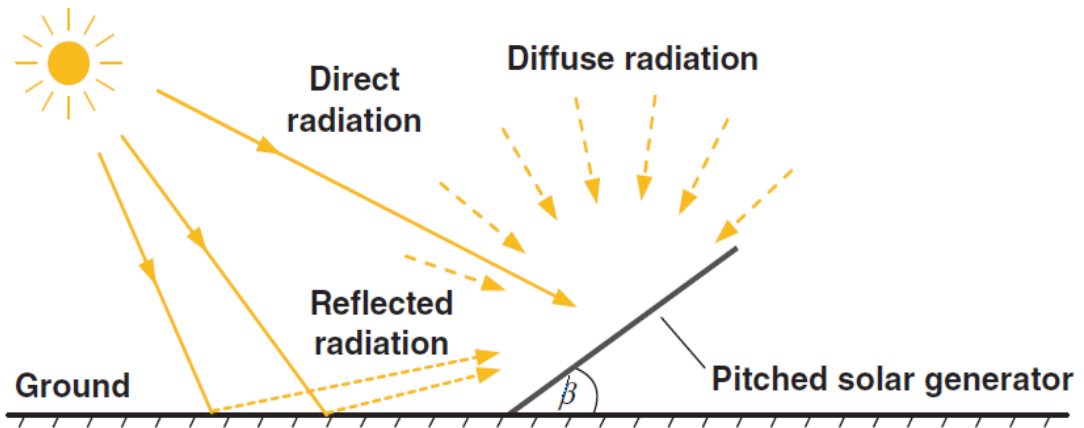 Diffuse radiation
Direct
radiation
Reflected
radiation
Ground
Pitched solar generator
β